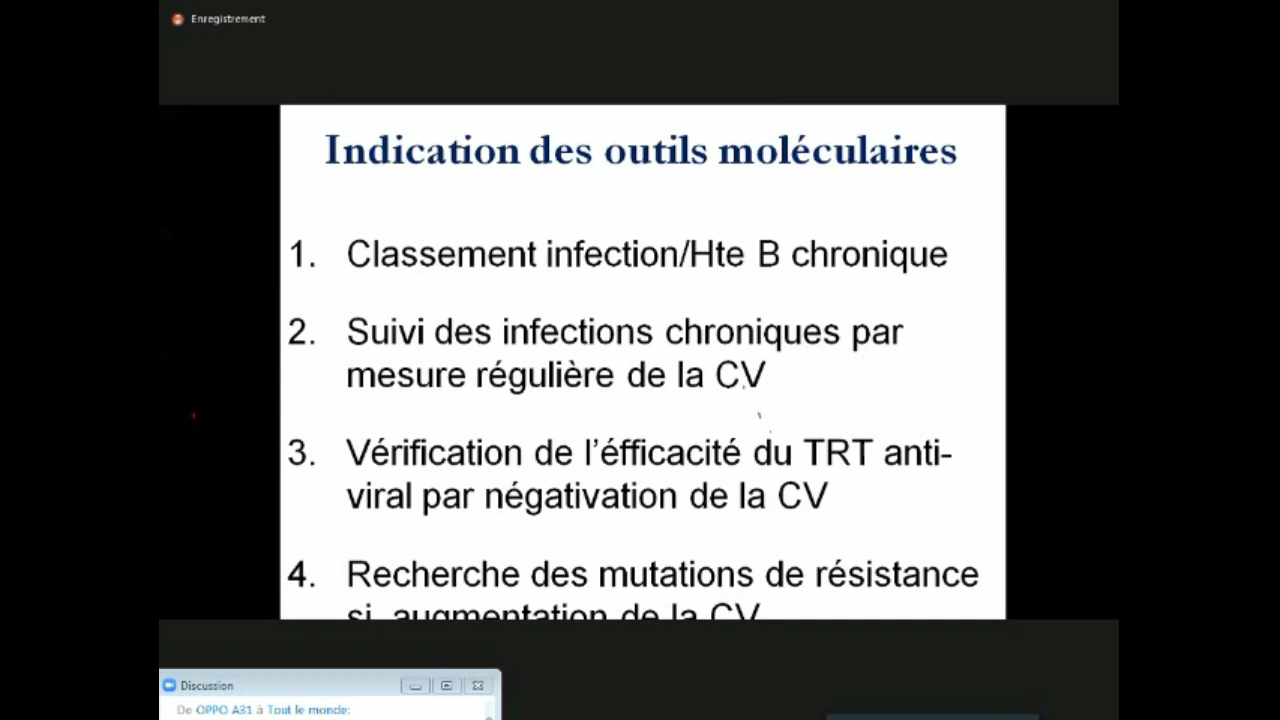 Enregistrement
Indication des outils moléculaires
1. Classement infection/Hte B chronique
2. Suivi des infections chroniques par
mesure régulière de la CV
3. Vérification de l’éfficacité du TRT anti-
viral par négativation de la CV
4. Recherche des mutations de résistance
si augmentation de la CV
Discussion
De OPPO A31 à Tout le monde: